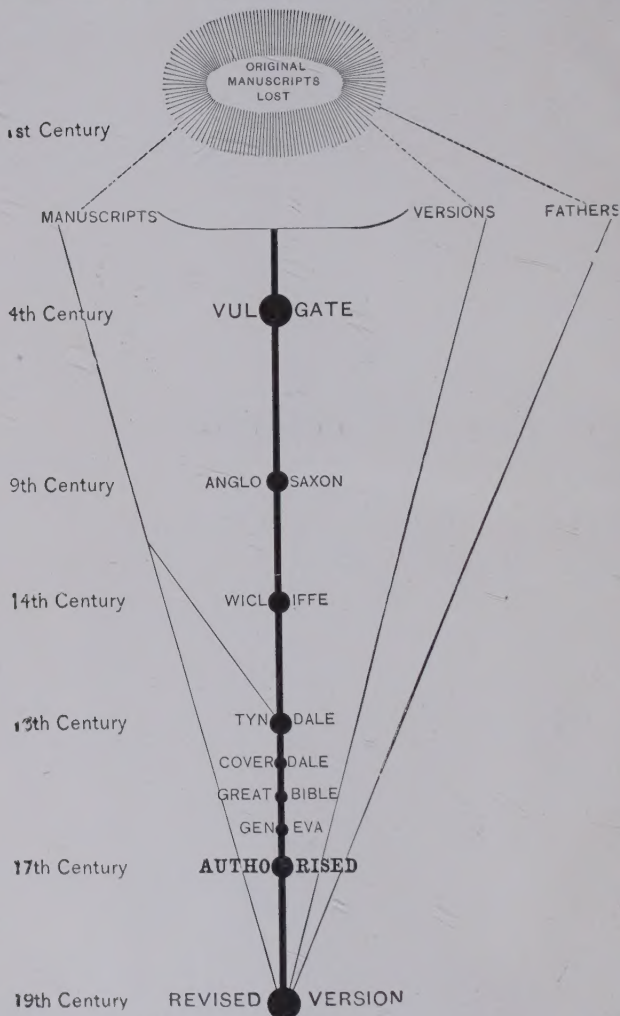 ORIGINAL
MANUSCRIPTS
LOST
1st Century
MANUSCRIPTS VERSIONS FATHERS
4th Century VULGATE
9th Century ANGLO SAXON
14th Century WICLIFFE
13th Century TYNDALE
COVERDALE
GREAT BIBLE
GENEVA
17th Century AUTHORISED
19th Century REVISED VERSION